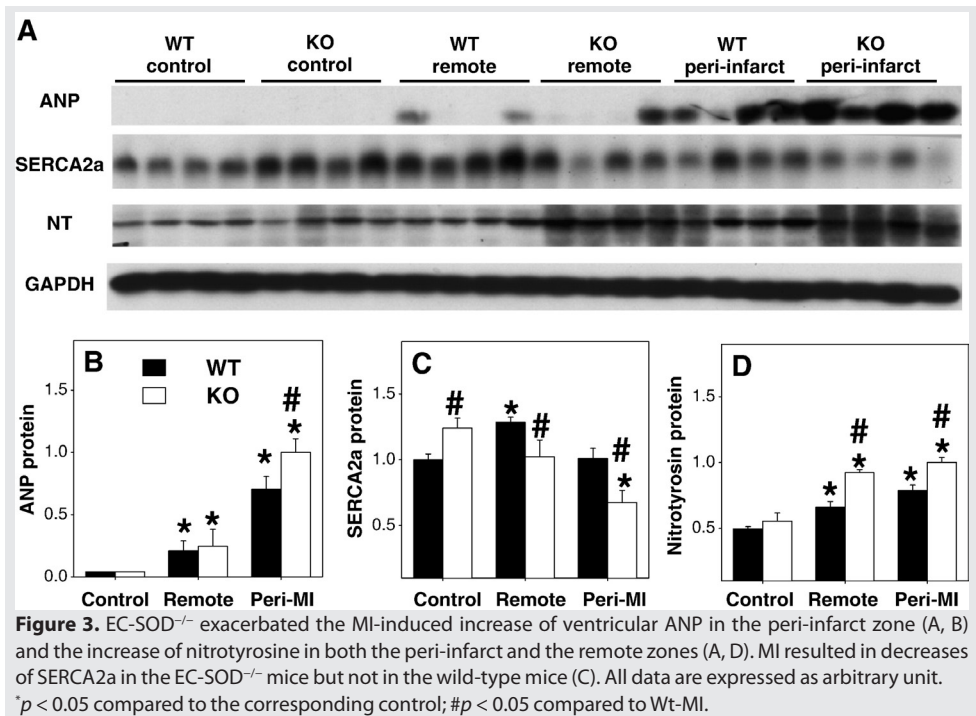 A
WT control
KO control
WT remote
KO remote
WT peri-infarct
KO peri-infarct
ANP
SERCA2a
NT
GAPDH
B
WT
KO
ANP protein
1.5
1.0
0.5
0.0
*
*
*
#
*
Control Remote Peri-MI
C
SERCA2a protein
1.5
1.0
0.5
#
*
#
#
*
Control Remote Peri-MI
D
Nitrotyrosin protein
1.5
1.0
0.5
*
#
*
*
#
*
Control Remote Peri-MI
Figure 3. EC-SOD⁻/⁻ exacerbated the MI-induced increase of ventricular ANP in the peri-infarct zone (A, B)
and the increase of nitrotyrosine in both the peri-infarct and the remote zones (A, D). MI resulted in decreases
of SERCA2a in the EC-SOD⁻/⁻ mice but not in the wild-type mice (C). All data are expressed as arbitrary unit.
*p < 0.05 compared to the corresponding control; #p < 0.05 compared to Wt-MI.